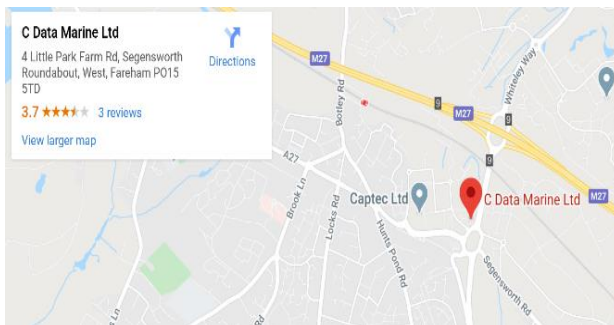 C Data Marine Ltd
4 Little Park Farm Rd, Segensworth
Roundabout, West, Fareham PO15
5TD
3.7 3 reviews
View larger map
Directions
M27
Whiteley Way
9
M27
Botley Rd
9
A27
Brook Ln
Locks Rd
Captec Ltd
C Data Marine Ltd
M27
Hunts Pond Rd
Segensworth Rd